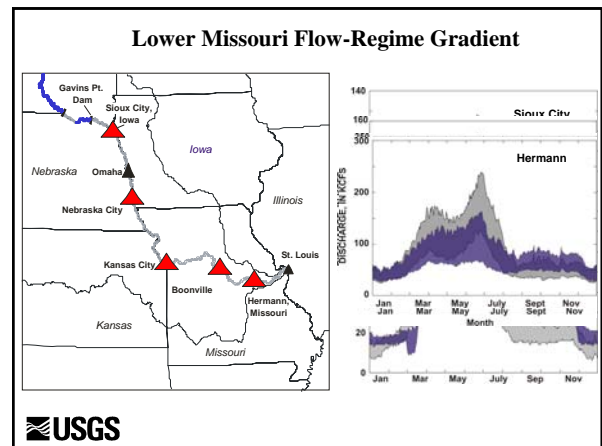 Lower Missouri Flow-Regime Gradient
Gavins Pt.
Dam
Sioux City,
Iowa
Iowa
Nebraska
Omaha
Illinois
Nebraska City
Kansas City
St. Louis
Boonville
Hermann,
Missouri
Kansas
Missouri
140
Sioux City
160
300
Hermann
200
DISCHARGE, IN KCFS
100
0
Jan Mar May July Sept Nov
Jan Mar May July Sept Nov
Month
20
0
Jan Mar May July Sep Nov
USGS